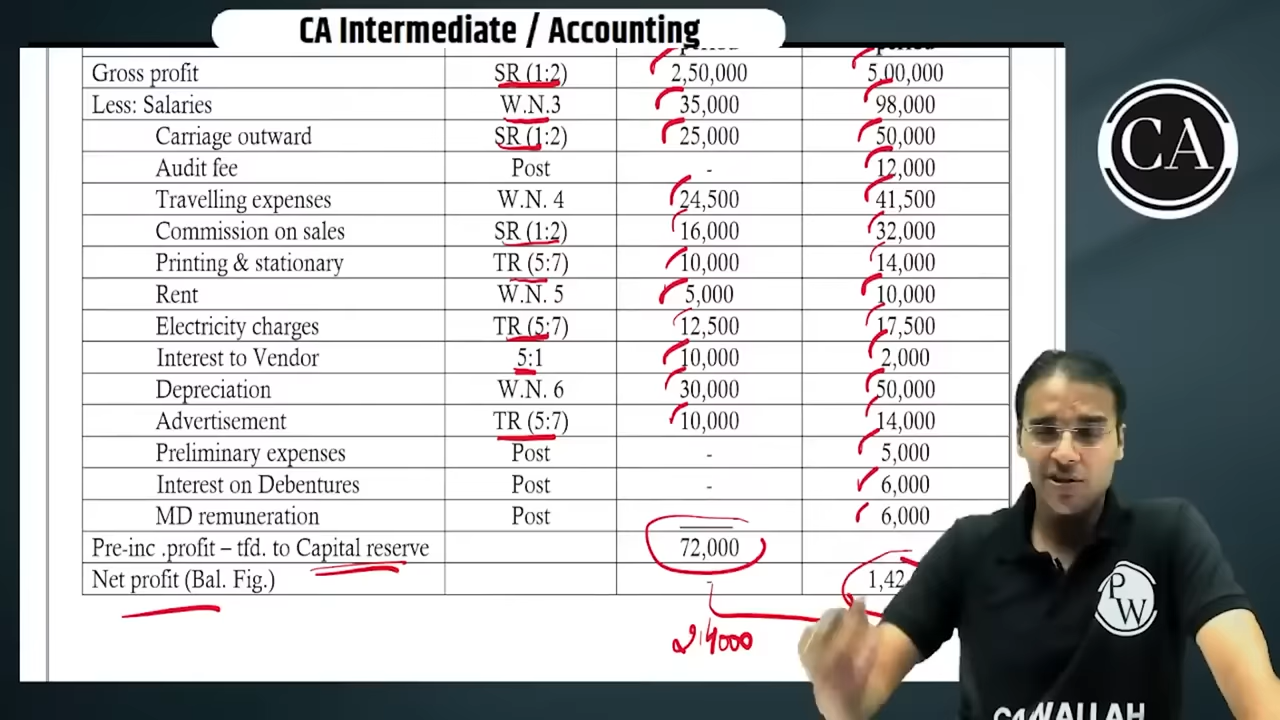 CA Intermediate / Accounting
Gross profit SR (1:2) 2,50,000 5,00,000
Less: Salaries W.N.3 35,000 98,000
Carriage outward SR (1:2) 25,000 50,000
Audit fee Post - 12,000
Travelling expenses W.N. 4 24,500 41,500
Commission on sales SR (1:2) 16,000 32,000
Printing & stationary TR (5:7) 10,000 14,000
Rent W.N. 5 5,000 10,000
Electricity charges TR (5:7) 12,500 17,500
Interest to Vendor 5:1 10,000 2,000
Depreciation W.N. 6 30,000 50,000
Advertisement TR (5:7) 10,000 14,000
Preliminary expenses Post - 5,000
Interest on Debentures Post - 6,000
MD remuneration Post 6,000
Pre-inc .profit – tfd. to Capital reserve 72,000
Net profit (Bal. Fig.) - 1,42
CA
PW